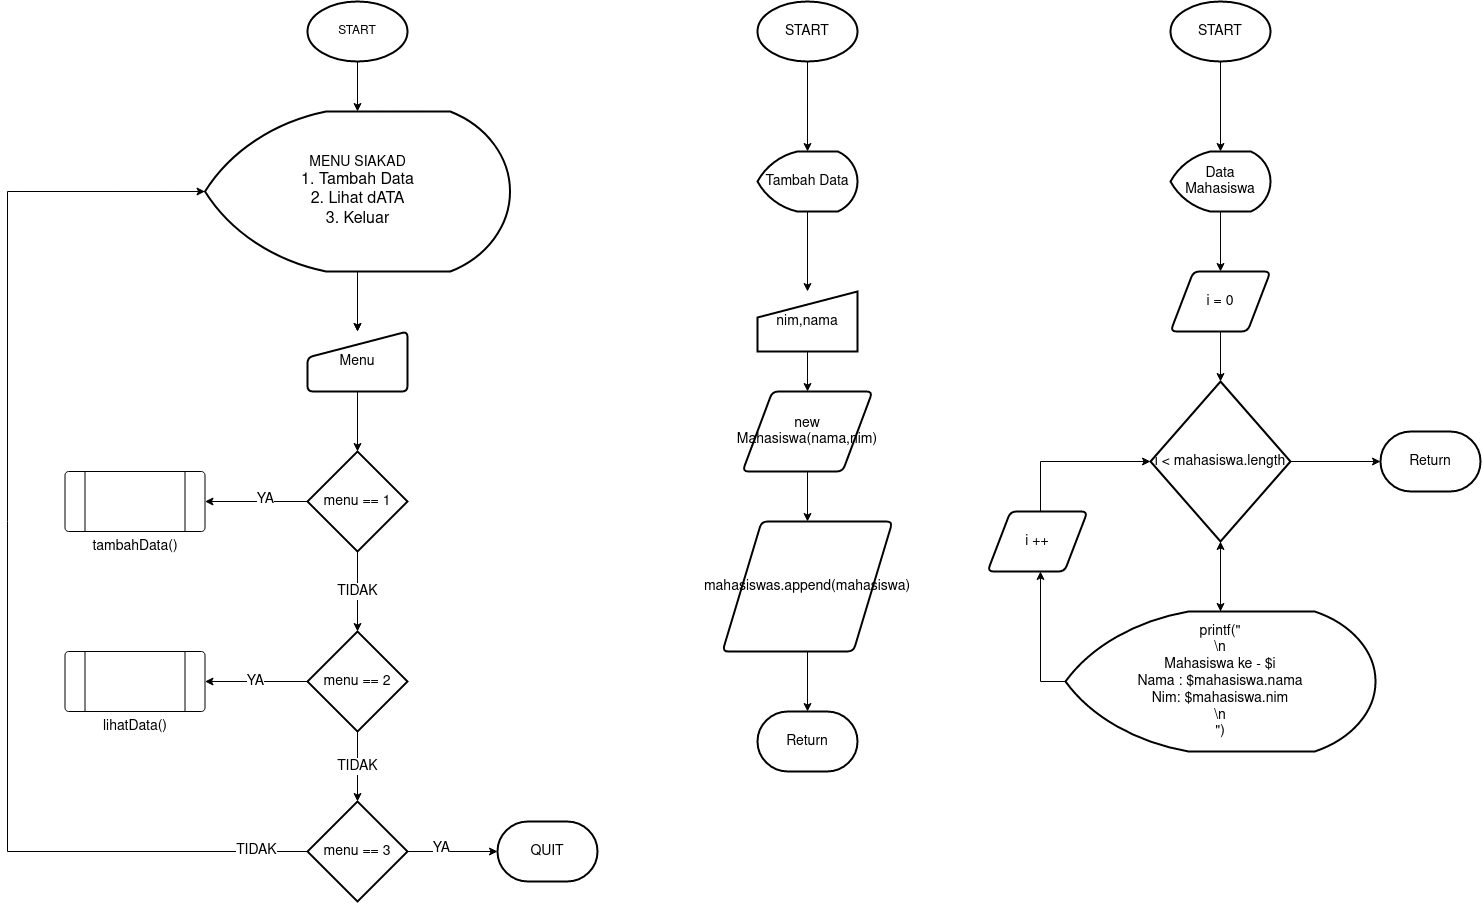 START
MENU SIAKAD
1. Tambah Data
2. Lihat dATA
3. Keluar
Menu
menu == 1
YA
tambahData()
TIDAK
menu == 2
YA
lihatData()
TIDAK
menu == 3
TIDAK
YA
QUIT
START
Tambah Data
nim,nama
new
Mahasiswa(nama,nim)
mahasiswas.append(mahasiswa)
Return
START
Data
Mahasiswa
i = 0
i < mahasiswa.length
Return
i ++
printf("
\n
Mahasiswa ke - $i
Nama : $mahasiswa.nama
Nim: $mahasiswa.nim
\n
")